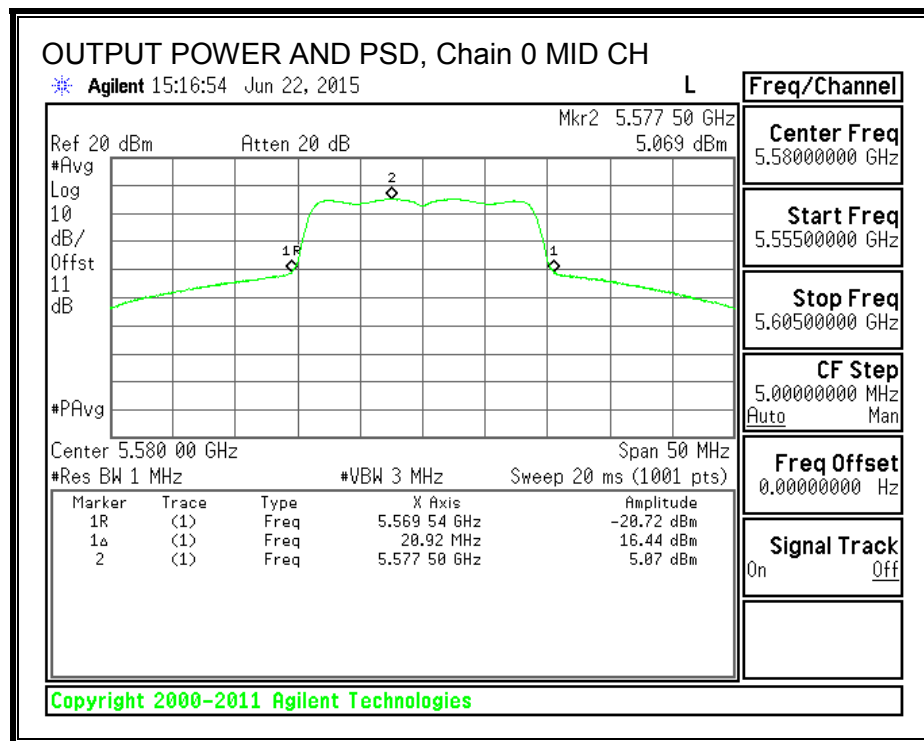 OUTPUT POWER AND PSD, Chain 0 MID CH
Agilent 15:16:54 Jun 22, 2015 L
Mkr2 5.577 50 GHz
Ref 20 dBm Atten 20 dB 5.069 dBm
#Avg
Log
10
dB/
Offst
11
dB
#PAvg
2
1R
1
Center 5.580 00 GHz Span 50 MHz
#Res BW 1 MHz #VBW 3 MHz Sweep 20 ms (1001 pts)
Marker Trace Type X Axis Amplitude
1R (1) Freq 5.569 54 GHz -20.72 dBm
1Δ (1) Freq 20.92 MHz 16.44 dBm
2 (1) Freq 5.577 50 GHz 5.07 dBm
Freq/Channel
Center Freq
5.58000000 GHz
Start Freq
5.55500000 GHz
Stop Freq
5.60500000 GHz
CF Step
5.00000000 MHz
Auto Man
Freq Offset
0.00000000 Hz
Signal Track
On Off
Copyright 2000-2011 Agilent Technologies